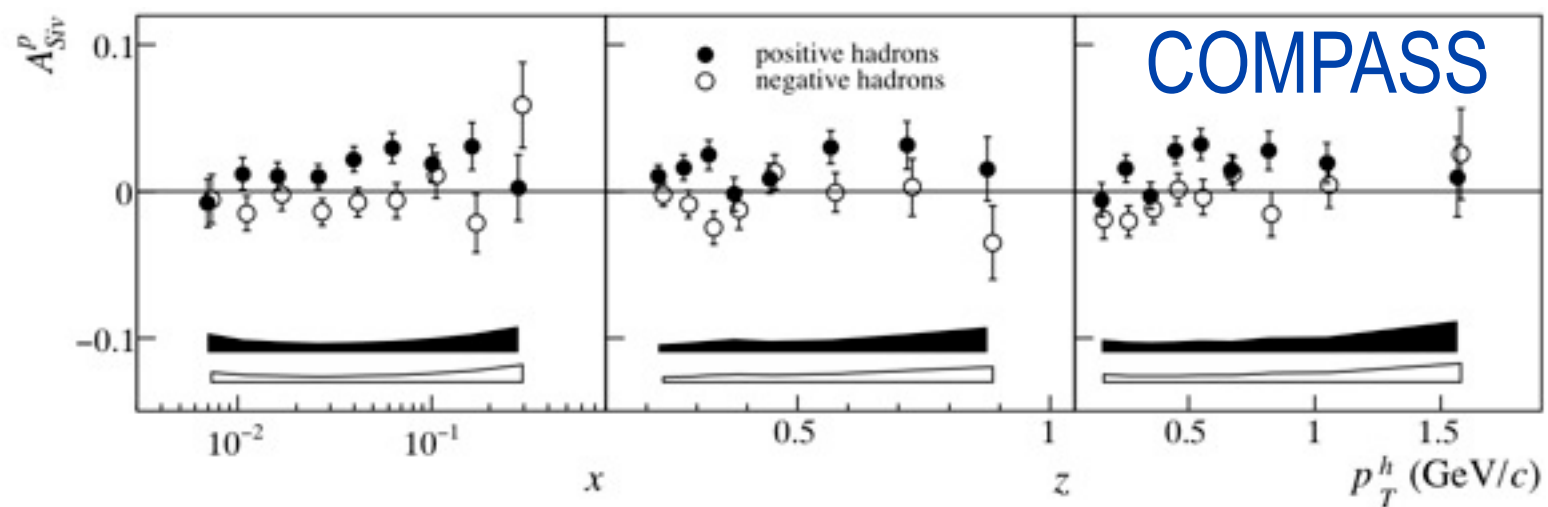 A^p_Siv
0.1
0
−0.1
positive hadrons
negative hadrons
COMPASS
10^−2
10^−1
x
0.5
1
z
0.5
1
1.5
p_T^h (GeV/c)